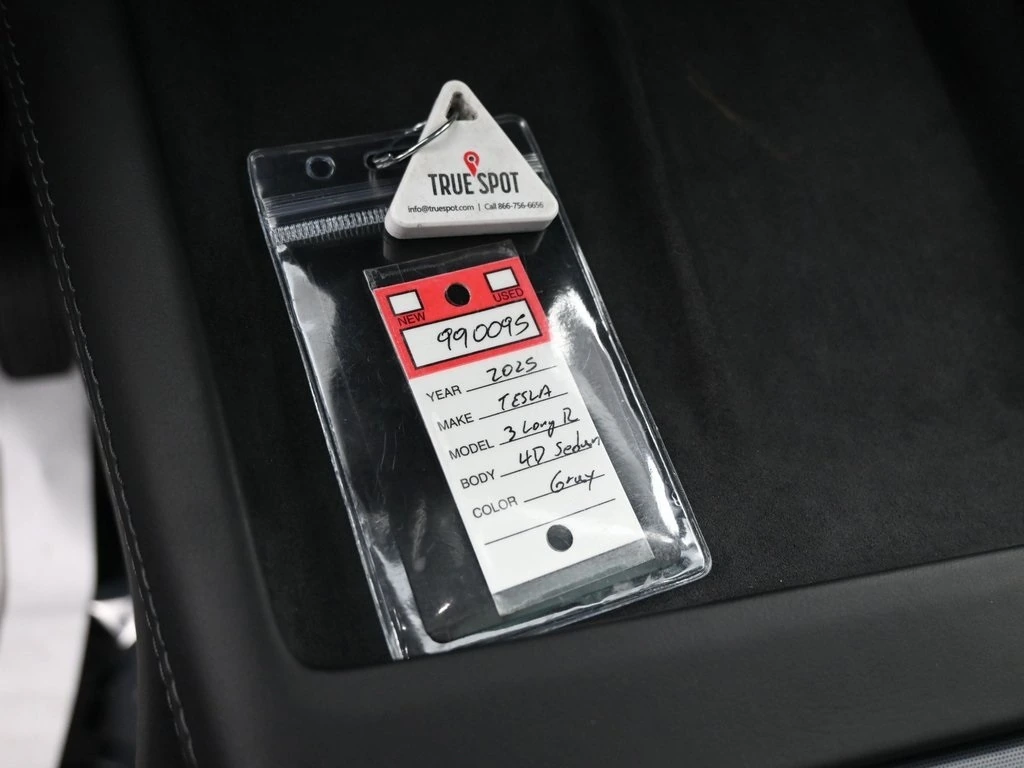 TRUE SPOT
info@truespot.com | Call 866-756-6656
NEW USED
990095
YEAR 2025
MAKE TESLA
MODEL 3 Long R
BODY 4D Sedan
COLOR Gray